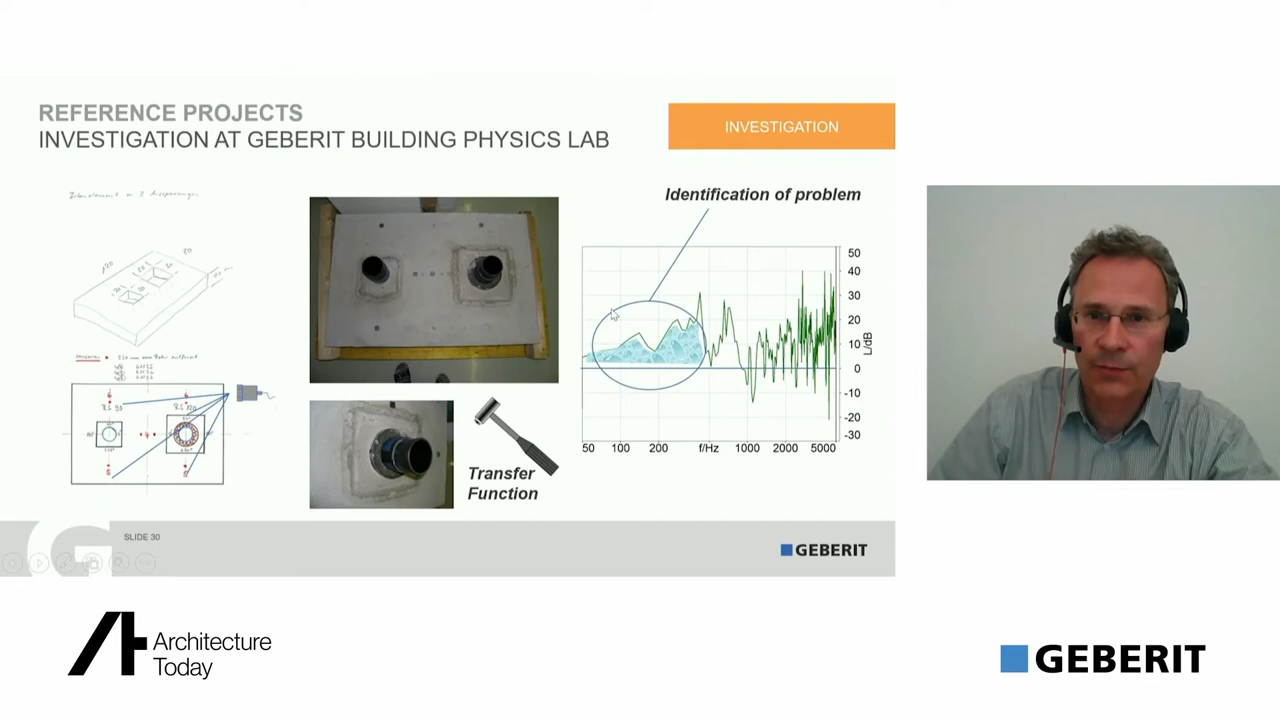 REFERENCE PROJECTS
INVESTIGATION AT GEBERIT BUILDING PHYSICS LAB
INVESTIGATION
Identification of problem
50
40
30
20
10
0
-10
-20
-30
L/dB
50 100 200 f/Hz 1000 2000 5000
Transfer
Function
SLIDE 30
GEBERIT
Architecture
Today
GEBERIT